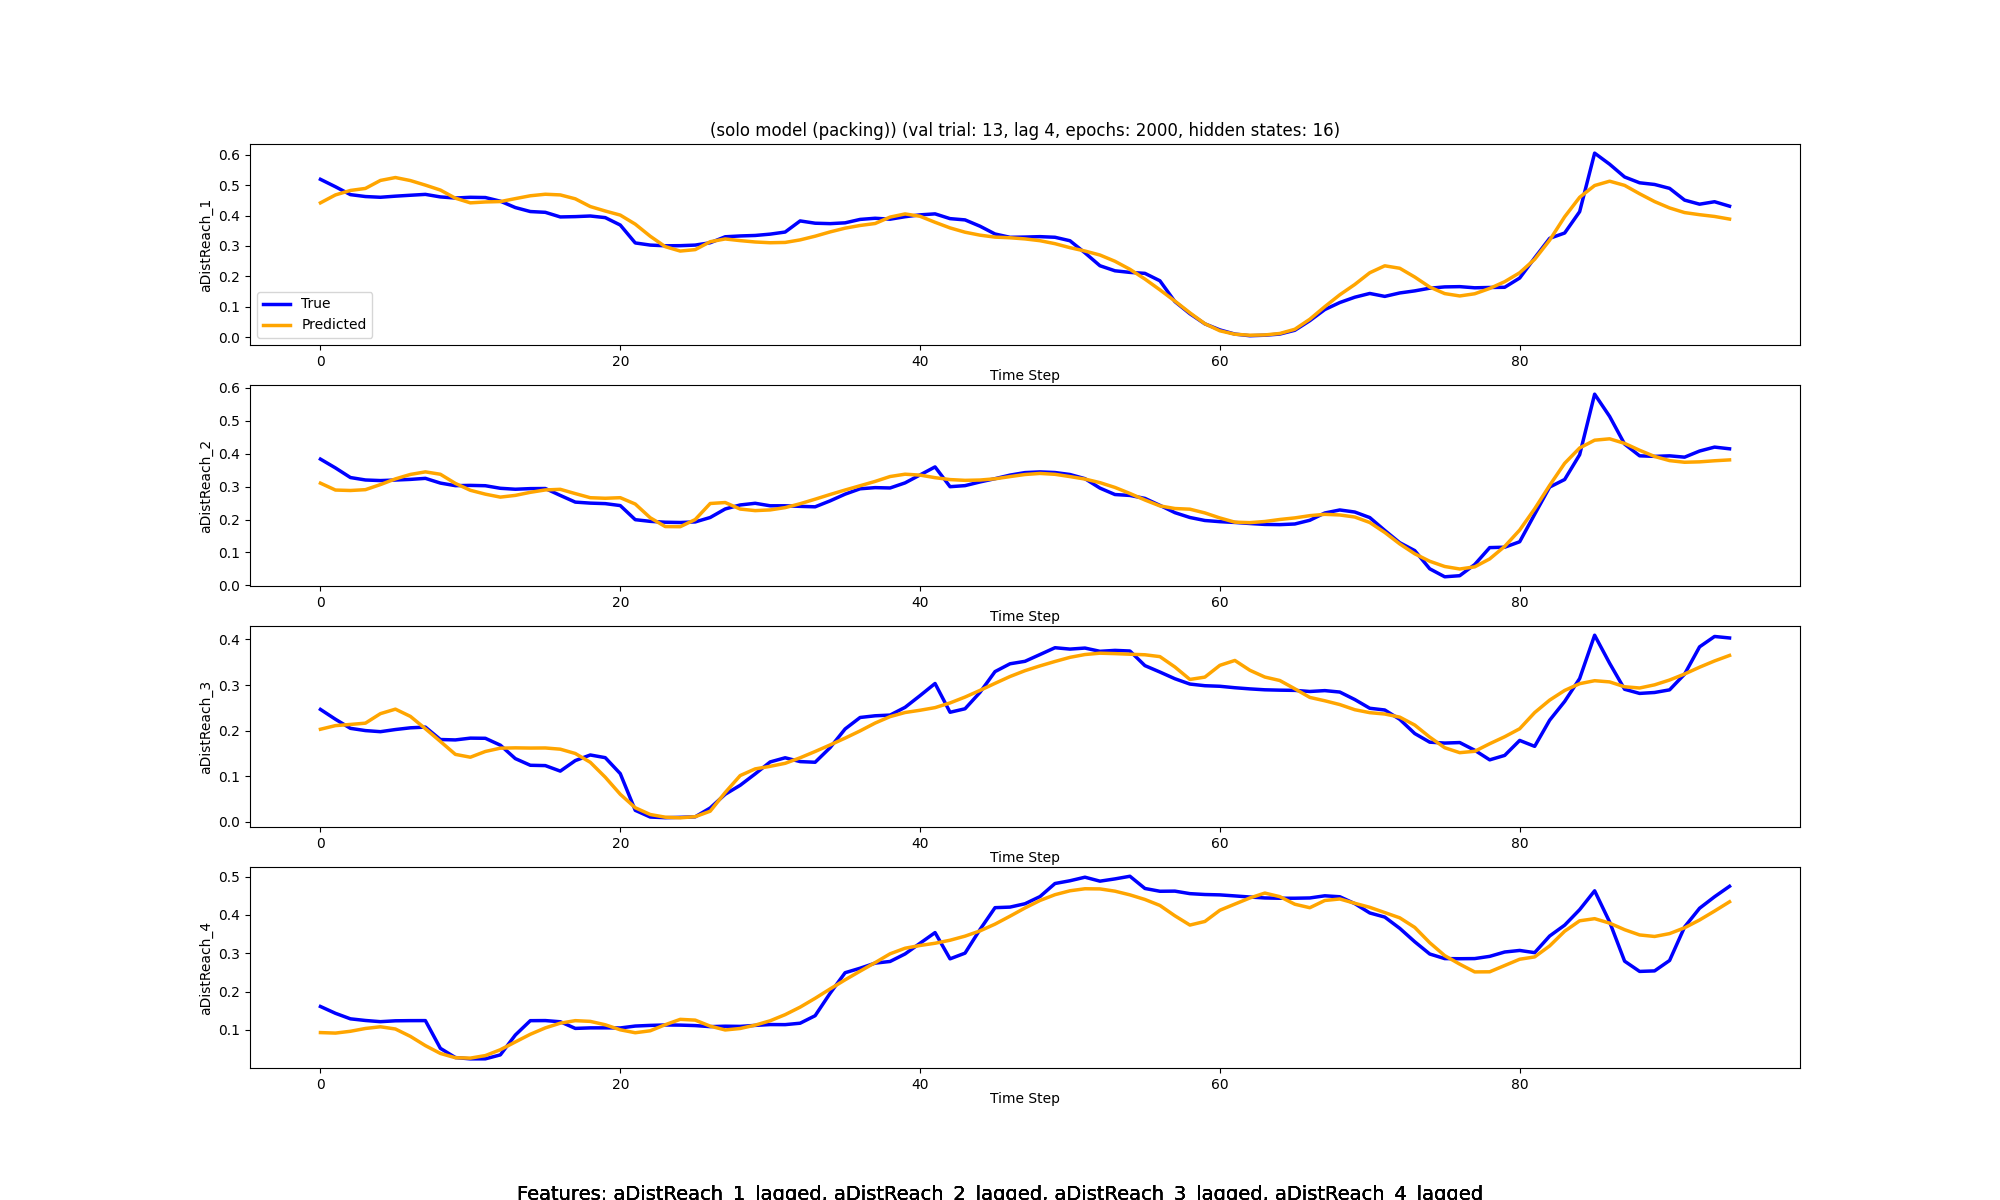 (solo model (packing)) (val trial: 13, lag 4, epochs: 2000, hidden states: 16)
0.6
0.5
0.4
0.3
0.2
0.1
0.0
aDistReach_1
True
Predicted
0 20 40 60 80
Time Step
0.6
0.5
0.4
0.3
0.2
0.1
0.0
aDistReach_2
0 20 40 60 80
Time Step
0.4
0.3
0.2
0.1
0.0
aDistReach_3
0 20 40 60 80
Time Step
0.5
0.4
0.3
0.2
0.1
aDistReach_4
0 20 40 60 80
Time Step
Features: aDistReach_1_lagged, aDistReach_2_lagged, aDistReach_3_lagged, aDistReach_4_lagged